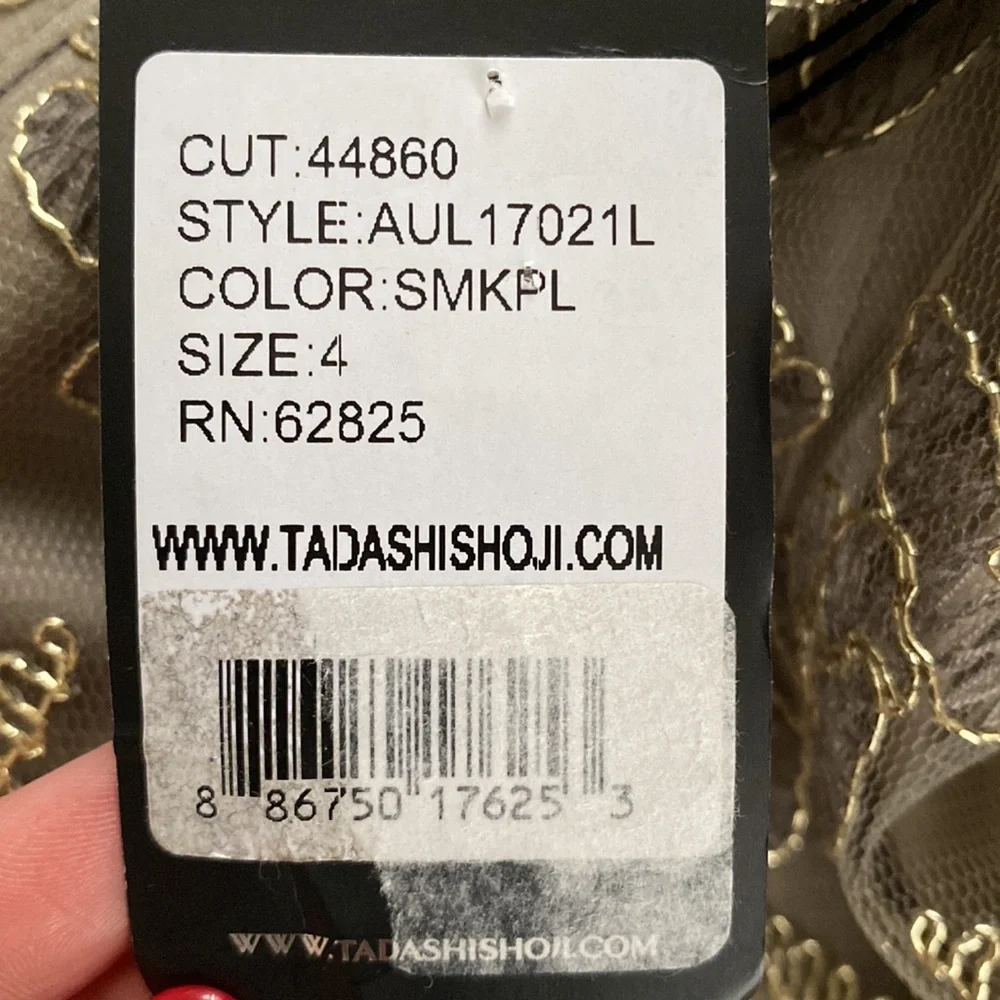 CUT:44860
STYLE:AUL17021L
COLOR:SMKPL
SIZE:4
RN:62825
WWW.TADASHISHOJI.COM
8 86750 17625 3
WWW.TADASHISHOJI.COM